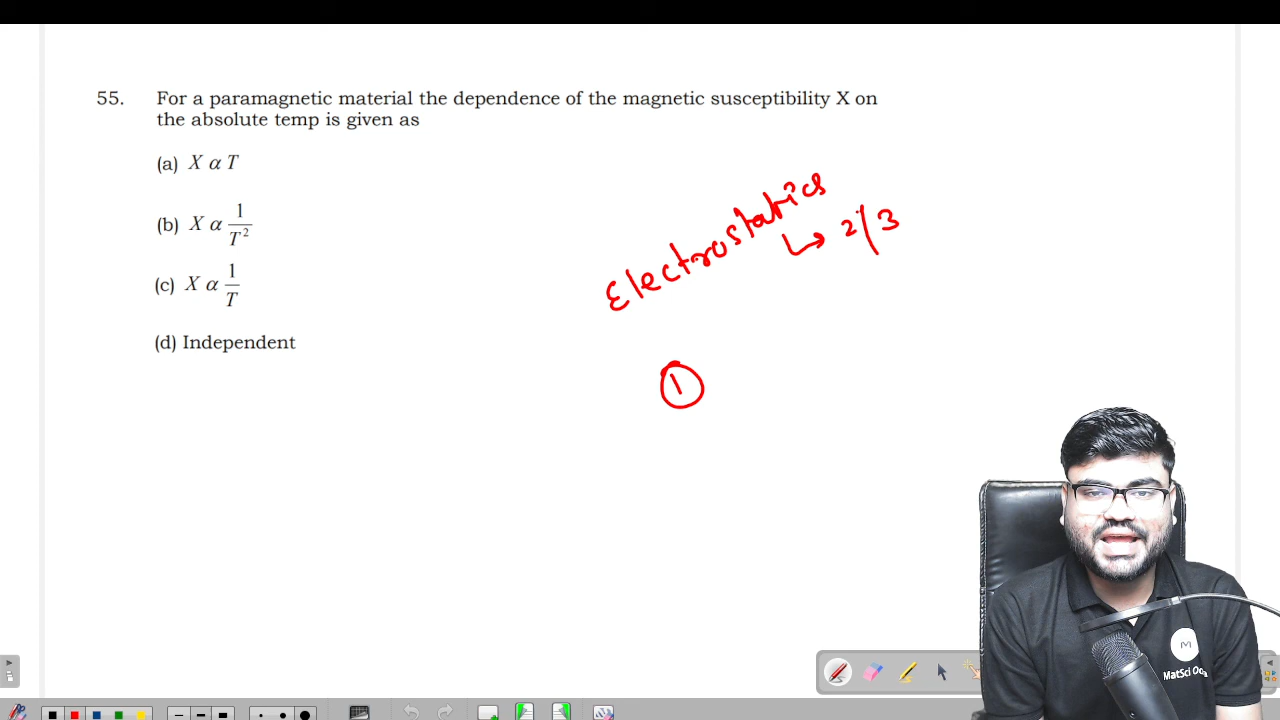 55. For a paramagnetic material the dependence of the magnetic susceptibility X on
the absolute temp is given as
(a) X α T
(b) X α 1/T²
(c) X α 1/T
(d) Independent
Electrostatics
↳ 2/3
1
M
MatSci